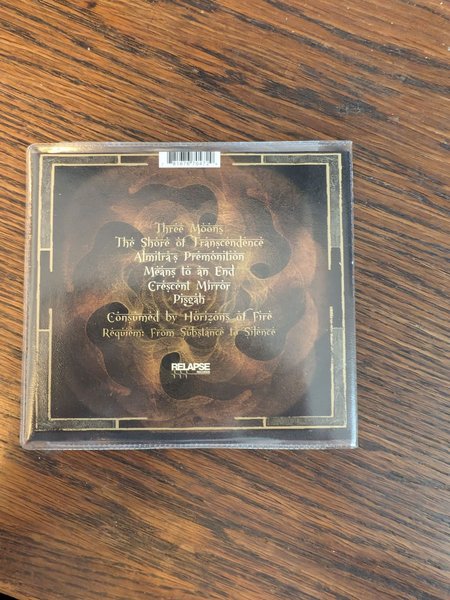 Three Moons
The Shore of Transcendence
Almitra's Premonition
Means to an End
Crescent Mirror
Pisgah
Consumed by Horizons of Fire
Requiem: From Substance to Silence
RELAPSE